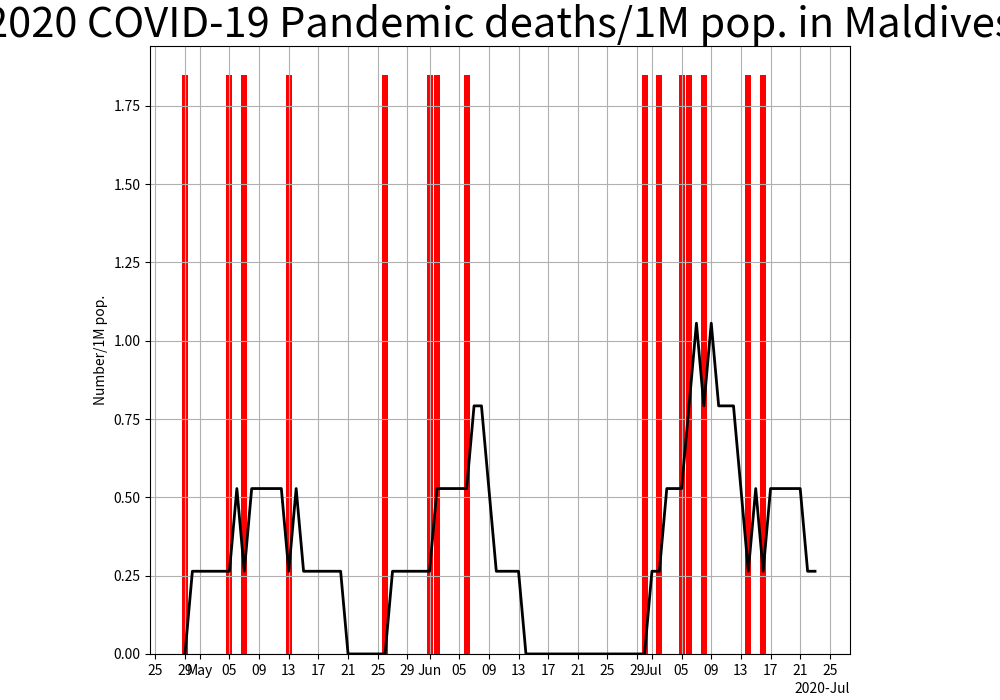 2020 COVID-19 Pandemic deaths/1M pop. in Maldives
Number/1M pop.
1.75
1.50
1.25
1.00
0.75
0.50
0.25
0.00
25 29 May 05 09 13 17 21 25 29 Jun 05 09 13 17 21 25 29 Jul 05 09 13 17 21 25
2020-Jul